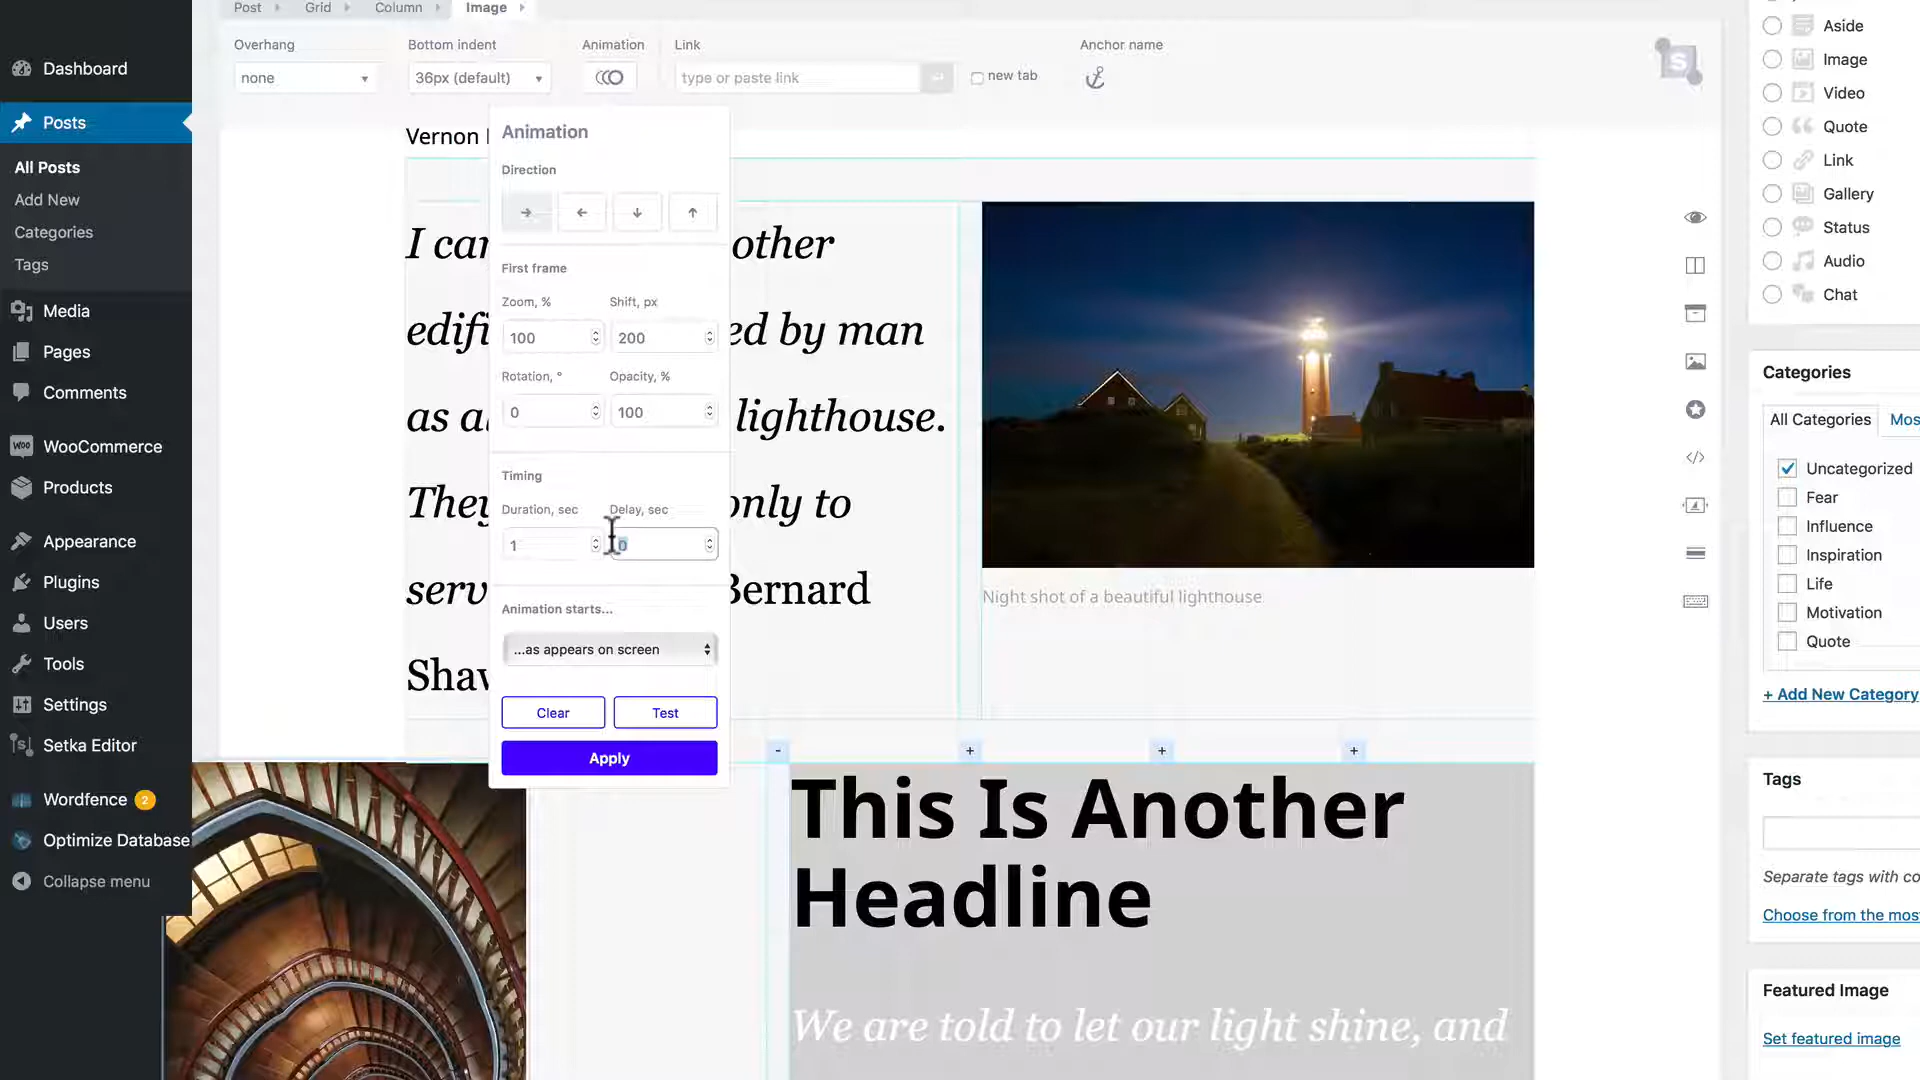 Post
Grid
Column
Image
Overhang
Bottom indent
Animation
Link
Anchor name
none
36px (default)
type or paste link
new tab
Dashboard
Posts
All Posts
Add New
Categories
Tags
Media
Pages
Comments
WOO
WooCommerce
Products
Appearance
Plugins
Users
Tools
Settings
Setka Editor
Wordfence 2
Optimize Database
Collapse menu
Animation
Direction
First frame
Zoom, %
Shift, px
100
200
Rotation, °
Opacity, %
0
100
Timing
Duration, sec
Delay, sec
1
0
Animation starts...
...as appears on screen
Clear
Test
Apply
Vernon
I can
other
edifi
ed by man
as a
lighthouse.
They
only to
serv
Bernard
Shaw
Night shot of a beautiful lighthouse
-
+
+
+
This Is Another
Headline
We are told to let our light shine, and
Aside
Image
Video
Quote
Link
Gallery
Status
Audio
Chat
Categories
All Categories
Mos
Uncategorized
Fear
Influence
Inspiration
Life
Motivation
Quote
+ Add New Category
Tags
Separate tags with co
Choose from the mos
Featured Image
Set featured image